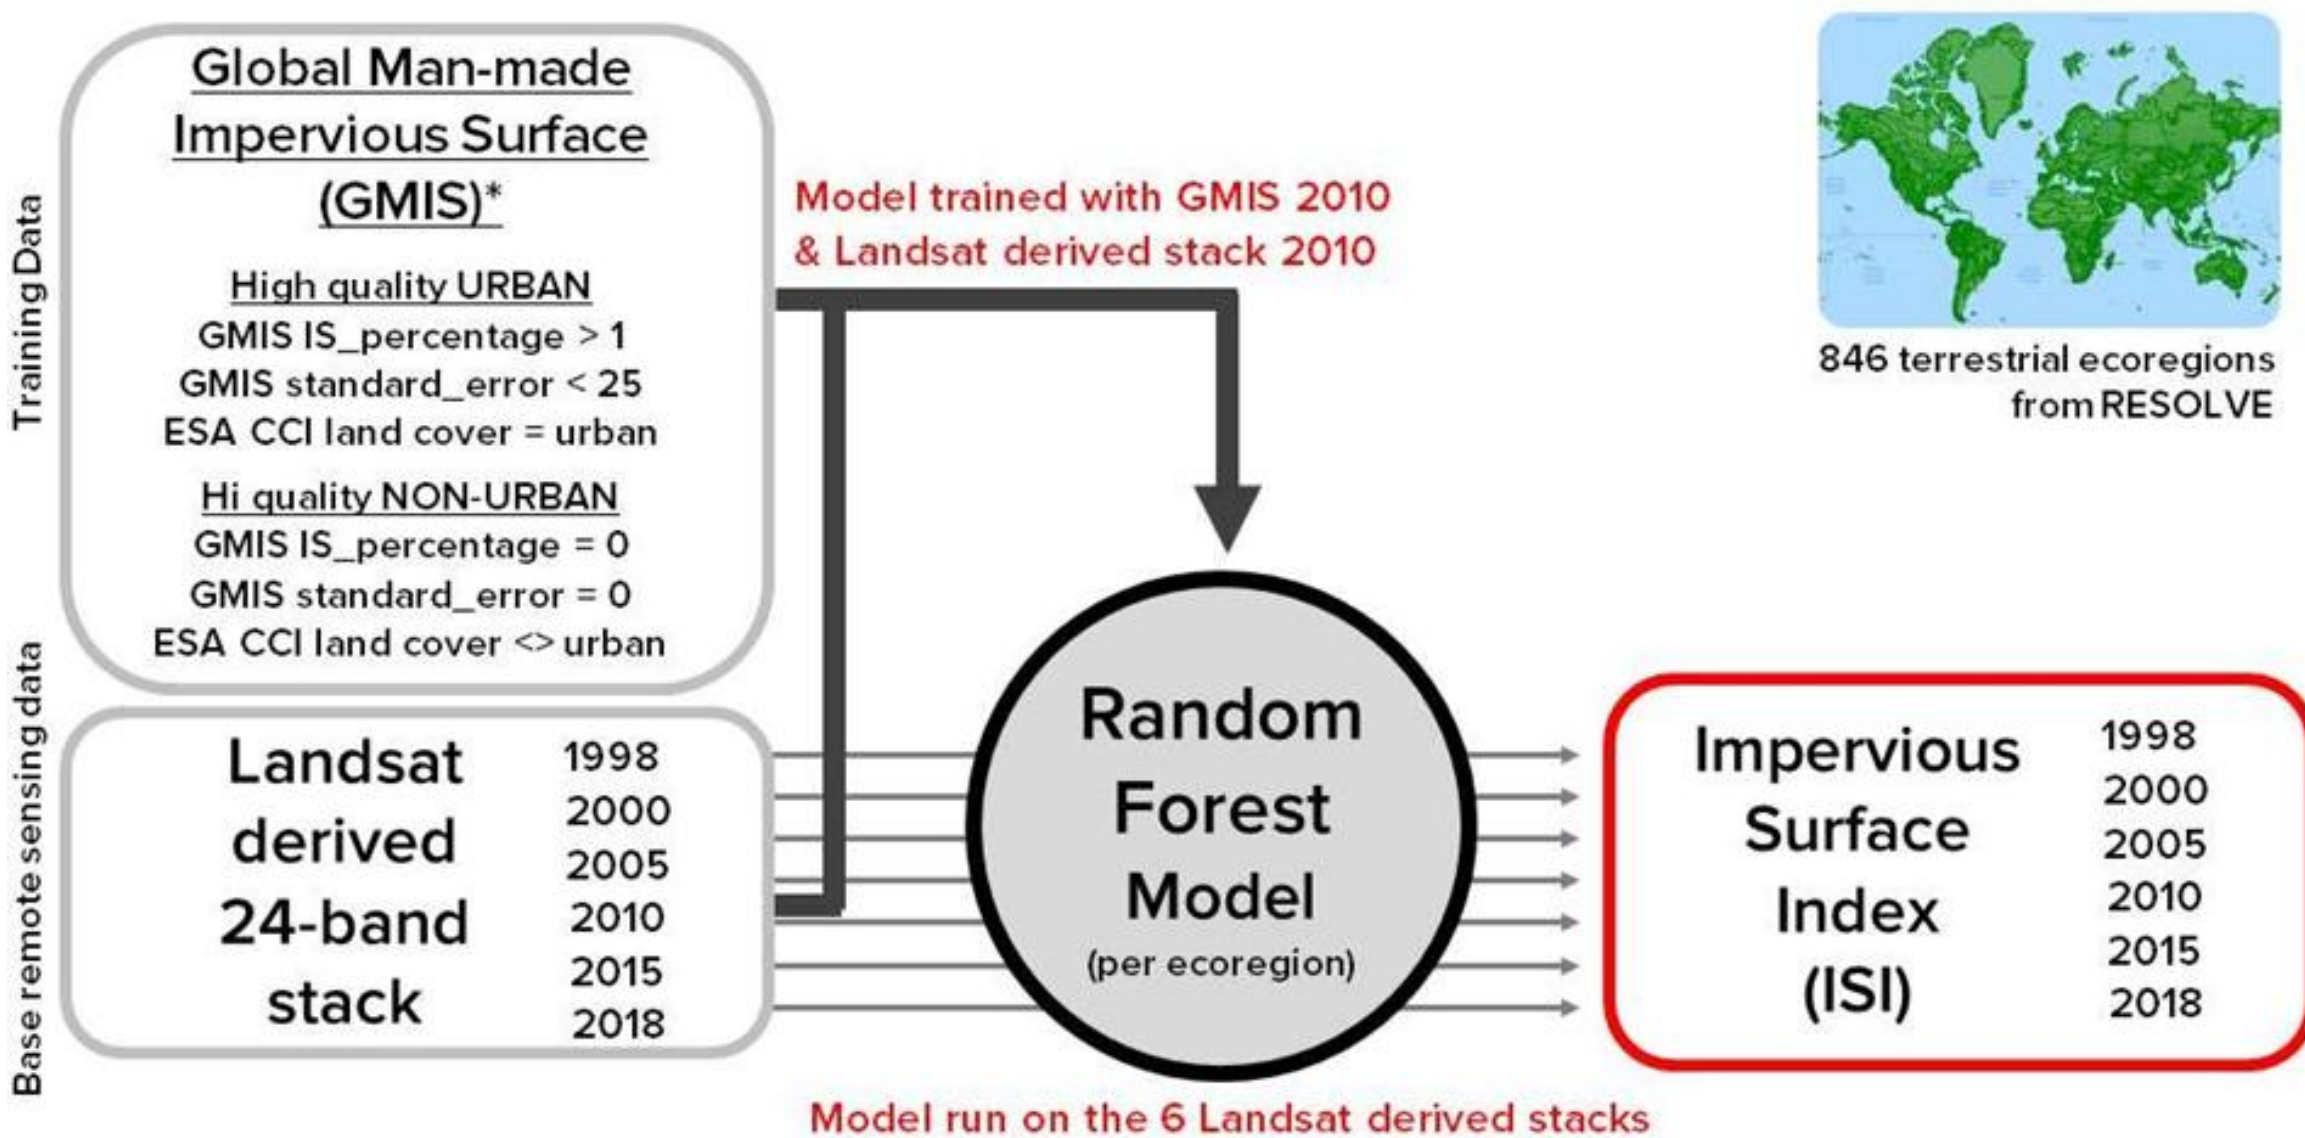 Training Data
Global Man-made
Impervious Surface
(GMIS)*
High quality URBAN
GMIS IS_percentage > 1
GMIS standard_error < 25
ESA CCI land cover = urban
Hi quality NON-URBAN
GMIS IS_percentage = 0
GMIS standard_error = 0
ESA CCI land cover <> urban
Model trained with GMIS 2010
& Landsat derived stack 2010
846 terrestrial ecoregions
from RESOLVE
Base remote sensing data
Landsat
derived
24-band
stack
1998
2000
2005
2010
2015
2018
Random
Forest
Model
(per ecoregion)
Impervious
Surface
Index
(ISI)
1998
2000
2005
2010
2015
2018
Model run on the 6 Landsat derived stacks